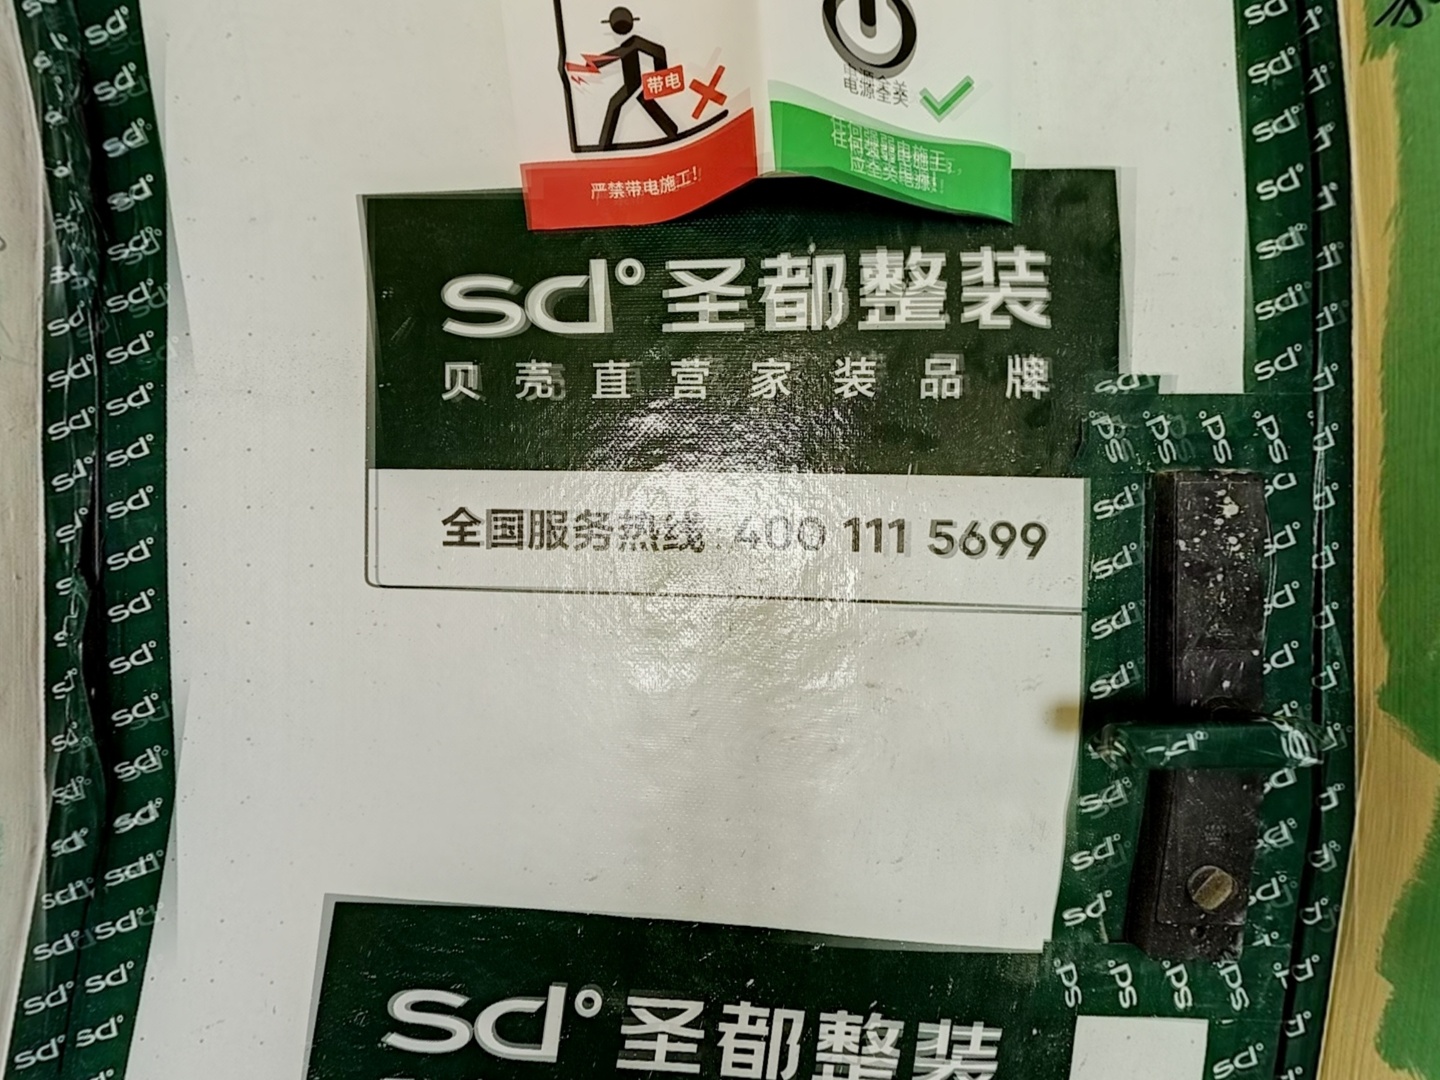 带电
严禁带电施工!
电源全关
任何强弱电施工,
应全关电源!
sd° 圣都整装
贝壳直营家装品牌
全国服务热线:400 111 5699
sd° 圣都整装